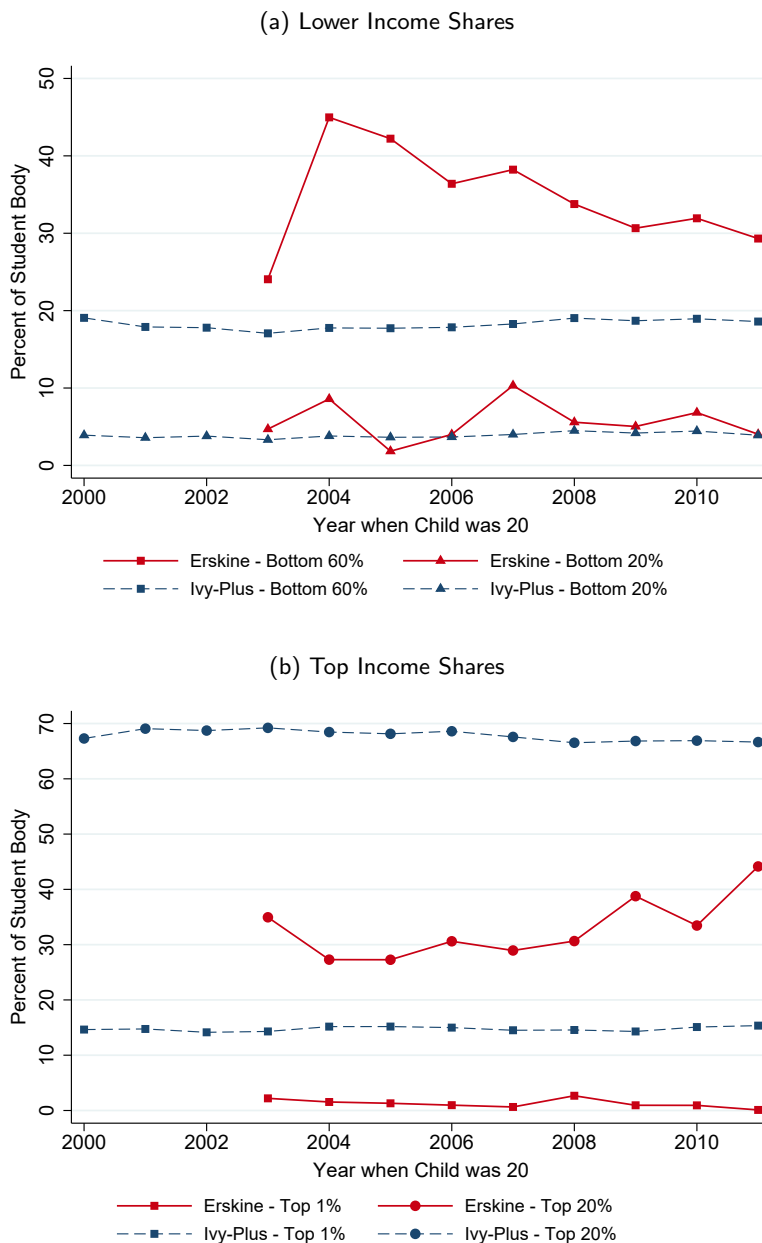 (a) Lower Income Shares
50
40
30
20
10
0
Percent of Student Body
2000 2002 2004 2006 2008 2010
Year when Child was 20
Erskine - Bottom 60% Erskine - Bottom 20%
Ivy-Plus - Bottom 60% Ivy-Plus - Bottom 20%
(b) Top Income Shares
70
60
50
40
30
20
10
0
Percent of Student Body
2000 2002 2004 2006 2008 2010
Year when Child was 20
Erskine - Top 1% Erskine - Top 20%
Ivy-Plus - Top 1% Ivy-Plus - Top 20%